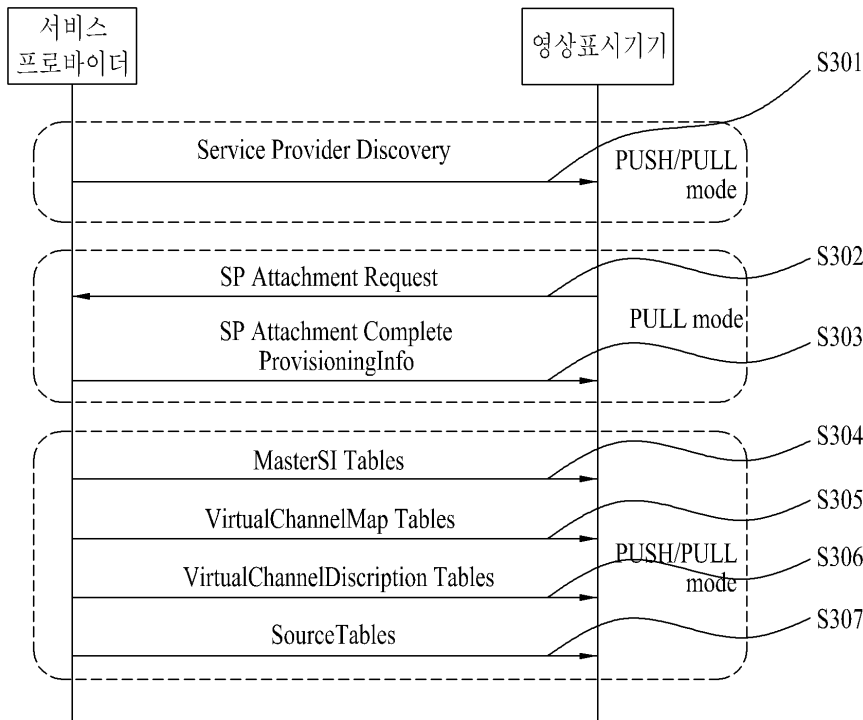 서비스
프로바이더
영상표시기기
S301
Service Provider Discovery
PUSH/PULL
mode
S302
SP Attachment Request
PULL mode
SP Attachment Complete
ProvisioningInfo
S303
S304
MasterSI Tables
S305
VirtualChannelMap Tables
PUSH/PULL
mode
S306
VirtualChannelDiscription Tables
S307
SourceTables